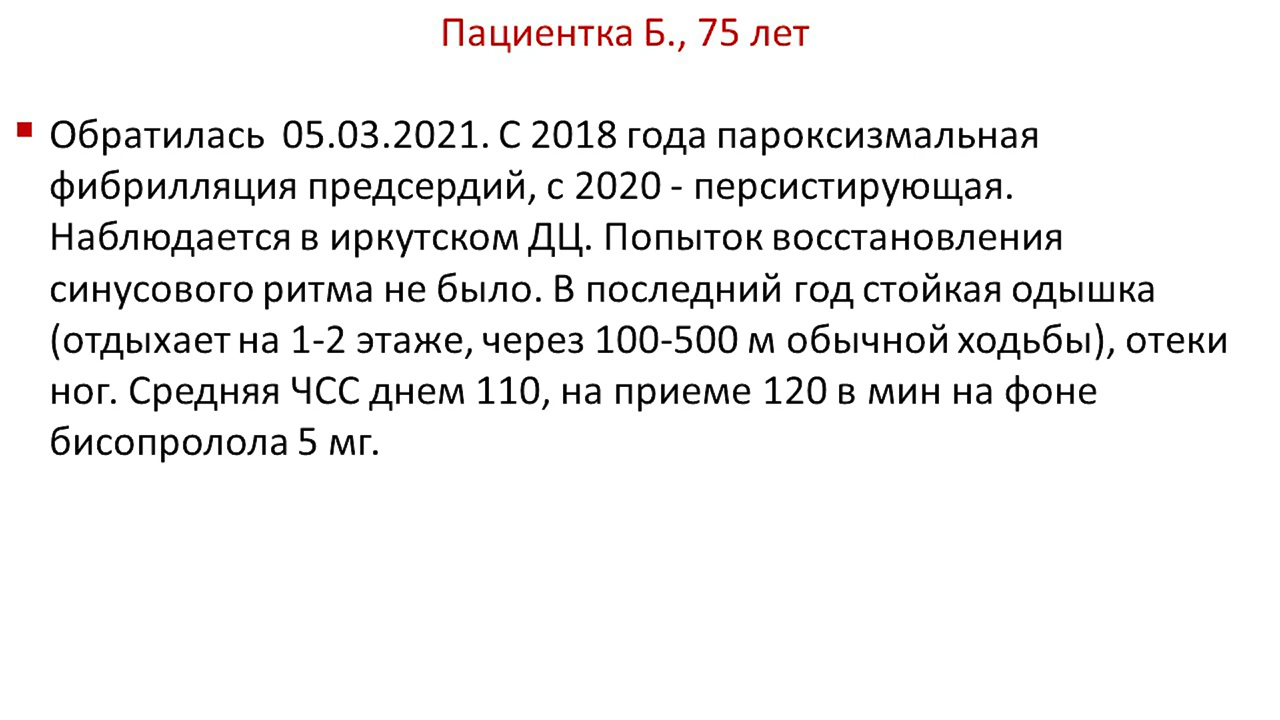 Пациентка Б., 75 лет
Обратилась 05.03.2021. С 2018 года пароксизмальная
фибрилляция предсердий, с 2020 - персистирующая.
Наблюдается в иркутском ДЦ. Попыток восстановления
синусового ритма не было. В последний год стойкая одышка
(отдыхает на 1-2 этаже, через 100-500 м обычной ходьбы), отеки
ног. Средняя ЧСС днем 110, на приеме 120 в мин на фоне
бисопролола 5 мг.